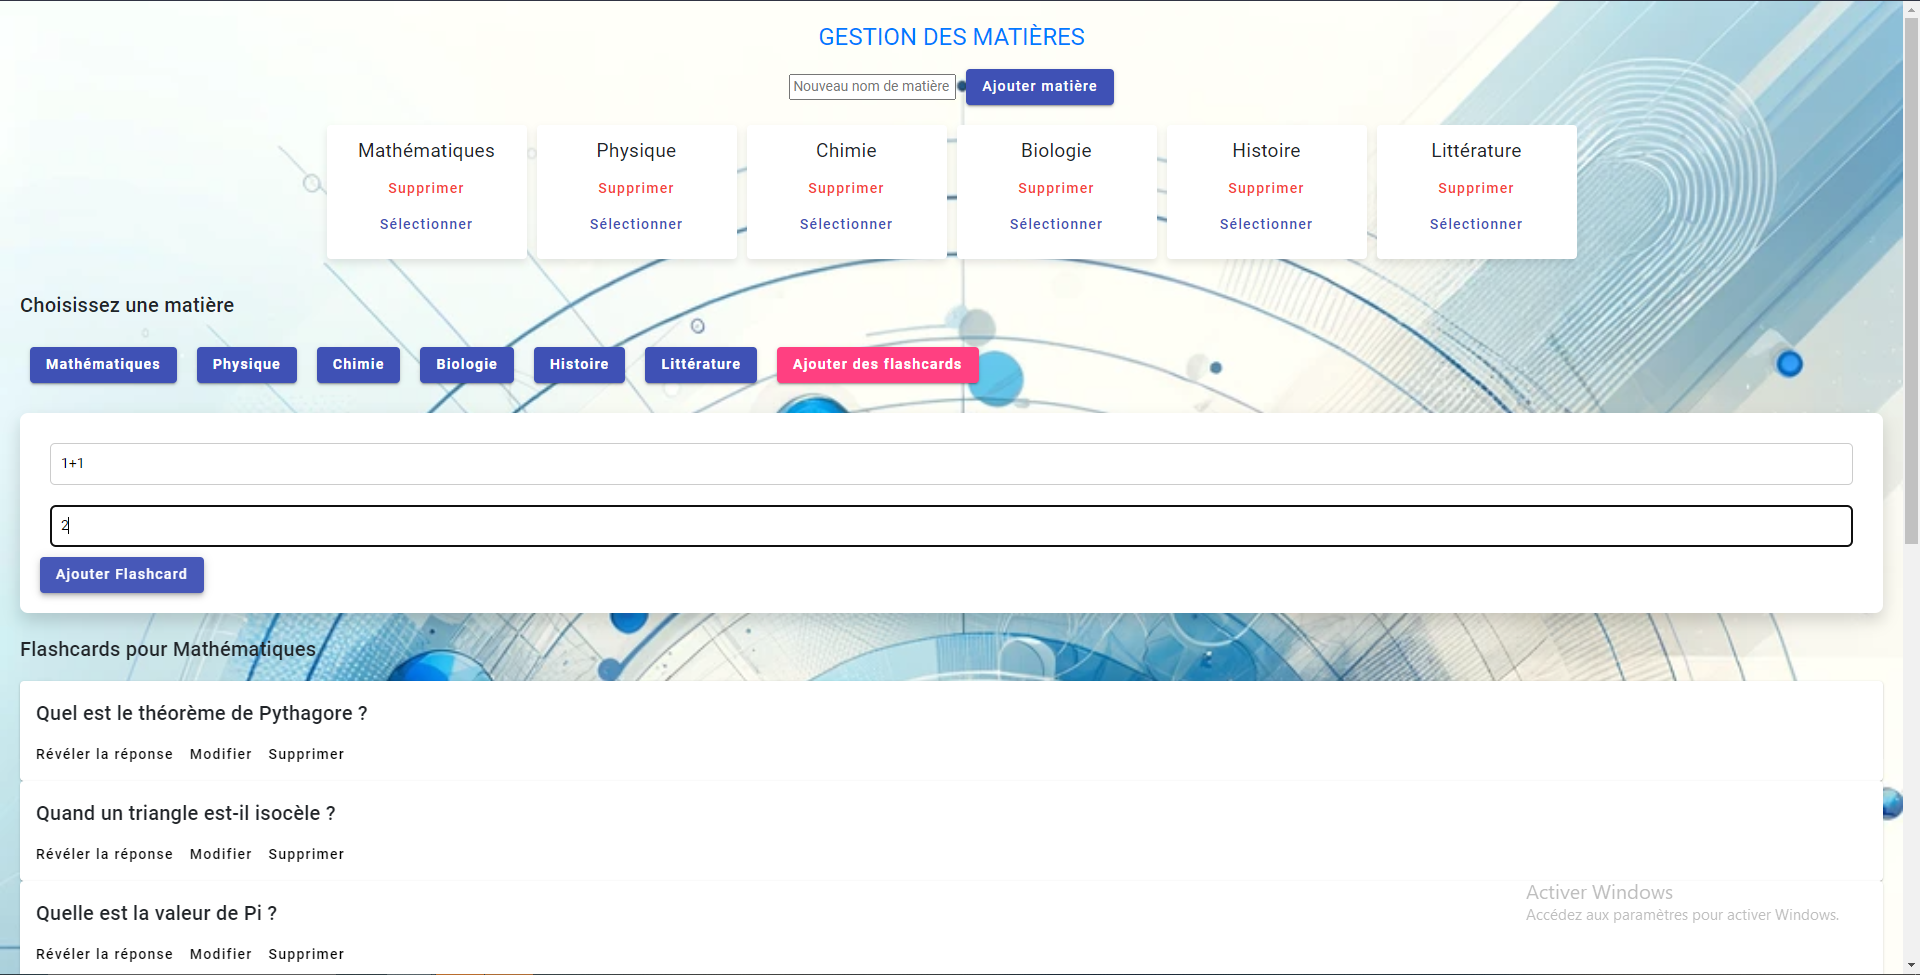 GESTION DES MATIÈRES
Nouveau nom de matière Ajouter matière
Mathématiques Physique Chimie Biologie Histoire Littérature
Supprimer Supprimer Supprimer Supprimer Supprimer Supprimer
Sélectionner Sélectionner Sélectionner Sélectionner Sélectionner Sélectionner
Choisissez une matière
Mathématiques Physique Chimie Biologie Histoire Littérature Ajouter des flashcards
1+1
2
Ajouter Flashcard
Flashcards pour Mathématiques
Quel est le théorème de Pythagore ?
Révéler la réponse Modifier Supprimer
Quand un triangle est-il isocèle ?
Révéler la réponse Modifier Supprimer
Quelle est la valeur de Pi ?
Révéler la réponse Modifier Supprimer
Activer Windows
Accédez aux paramètres pour activer Windows.